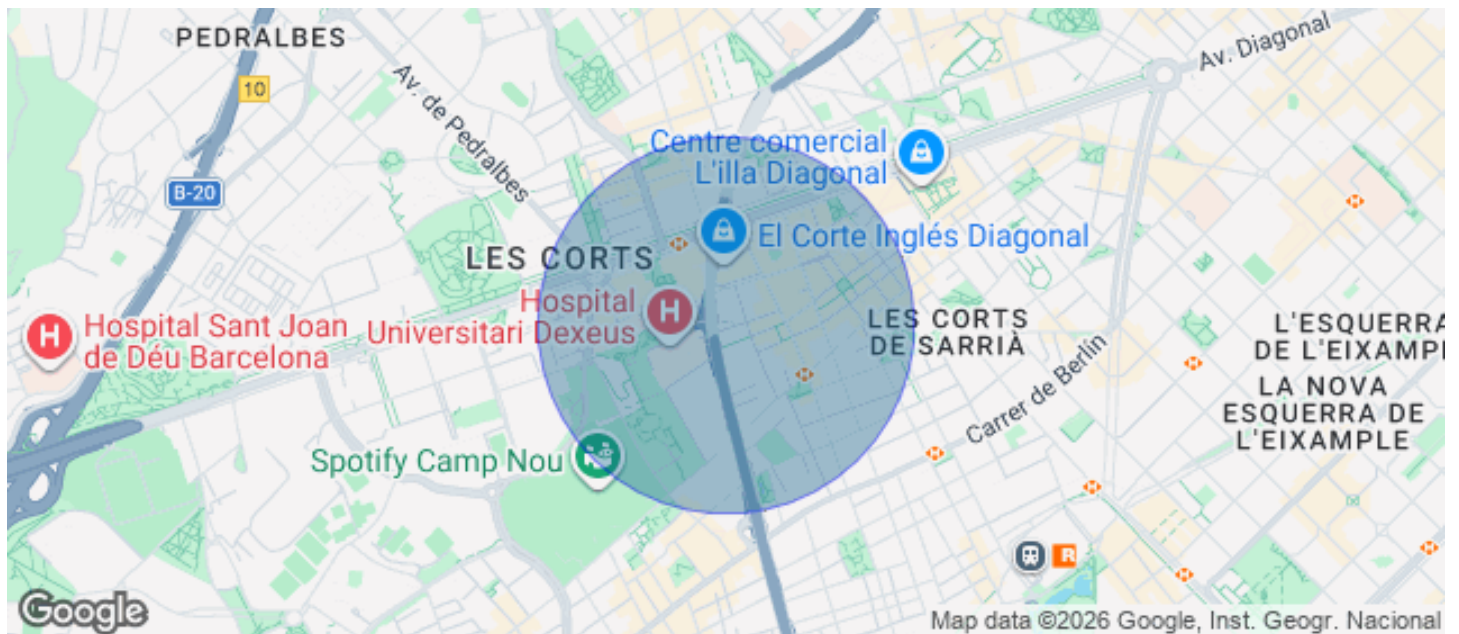 PEDRALBES
10
Av. de Pedralbes
B-20
Av. Diagonal
Centre comercial
L'illa Diagonal
El Corte Inglés Diagonal
LES CORTS
Hospital
Universitari Dexeus
H
H
Hospital Sant Joan
de Déu Barcelona
LES CORTS
DE SARRIÀ
L'ESQUERRA
DE L'EIXAMPL
LA NOVA
ESQUERRA DE
L'EIXAMPLE
Carrer de Berlín
Spotify Camp Nou
R
Google
Map data ©2026 Google, Inst. Geogr. Nacional